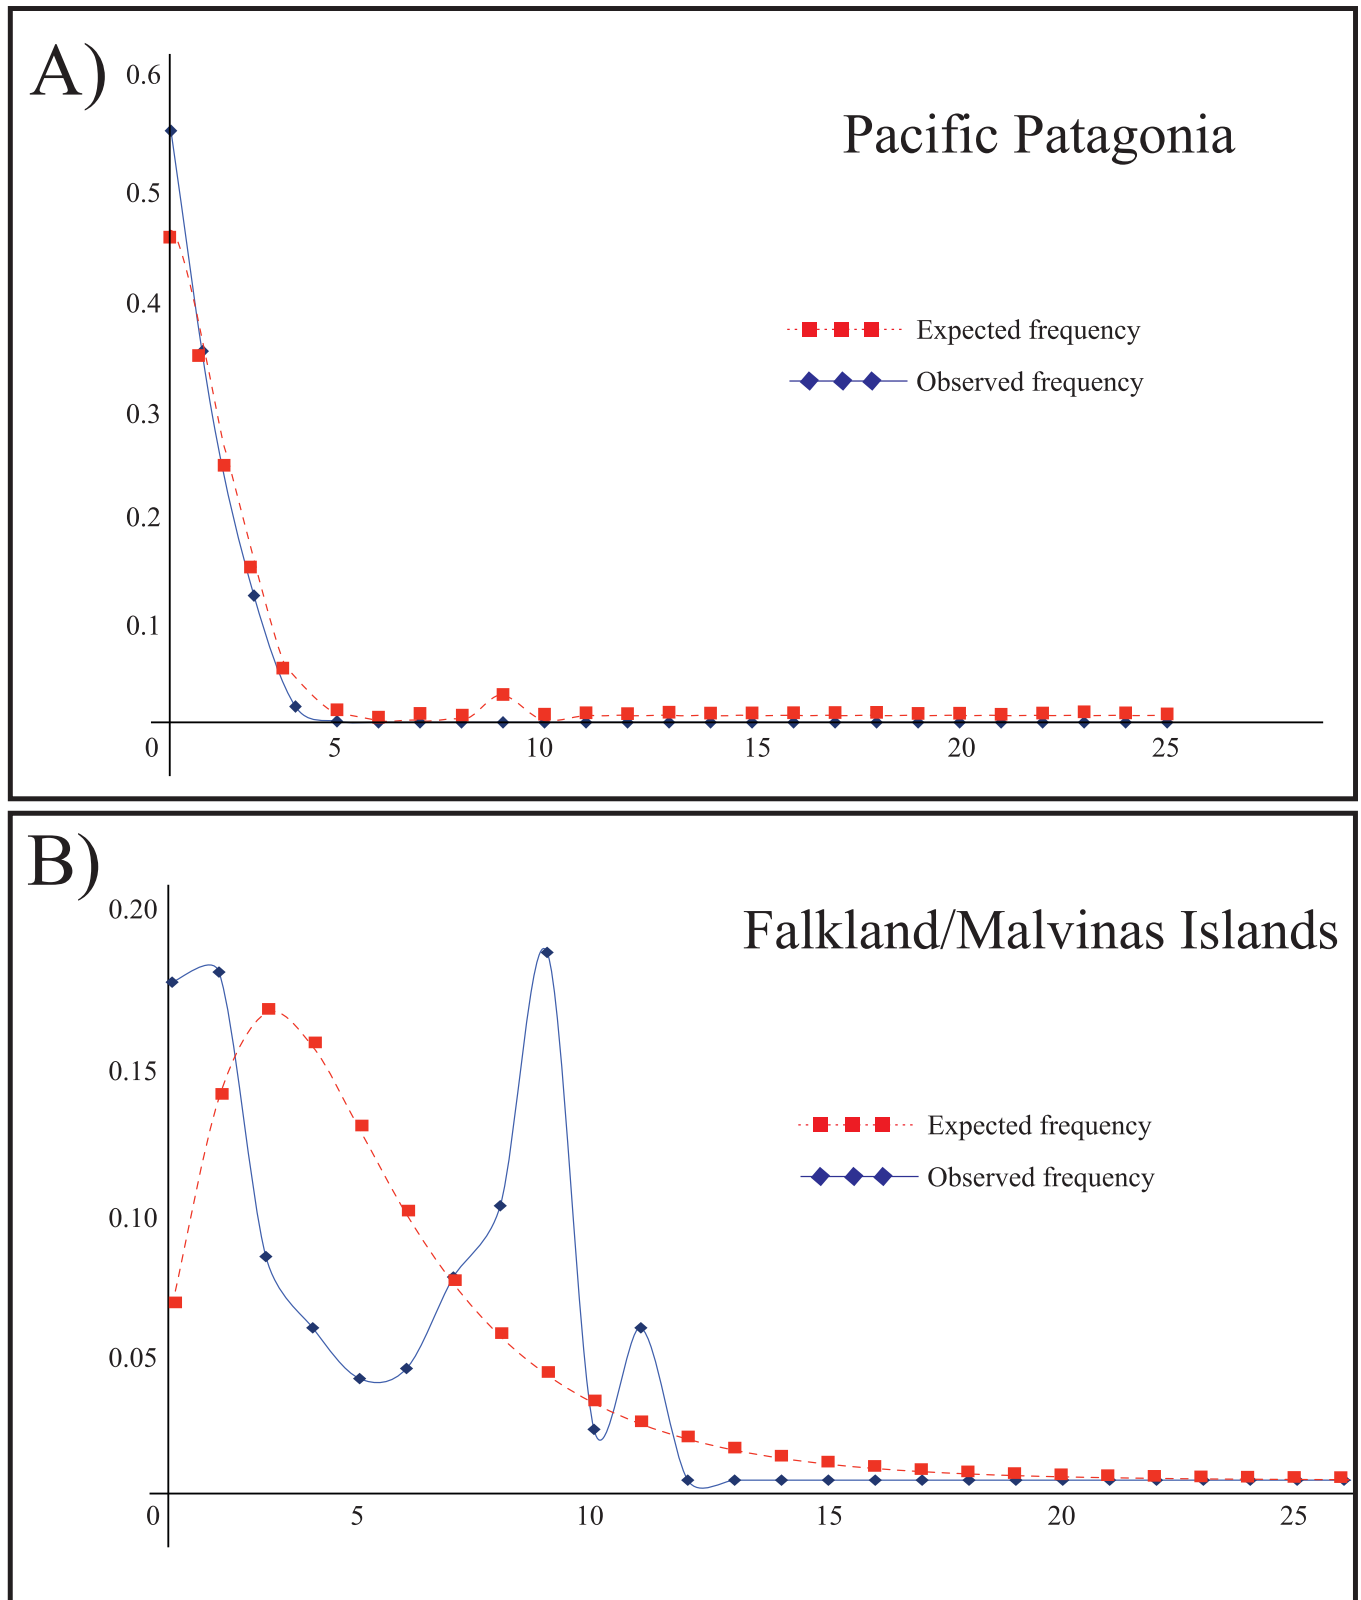 A)
Pacific Patagonia
0.6
0.5
0.4
0.3
0.2
0.1
Expected frequency
Observed frequency
0 5 10 15 20 25
B)
Falkland/Malvinas Islands
0.20
0.15
0.10
0.05
Expected frequency
Observed frequency
0 5 10 15 20 25